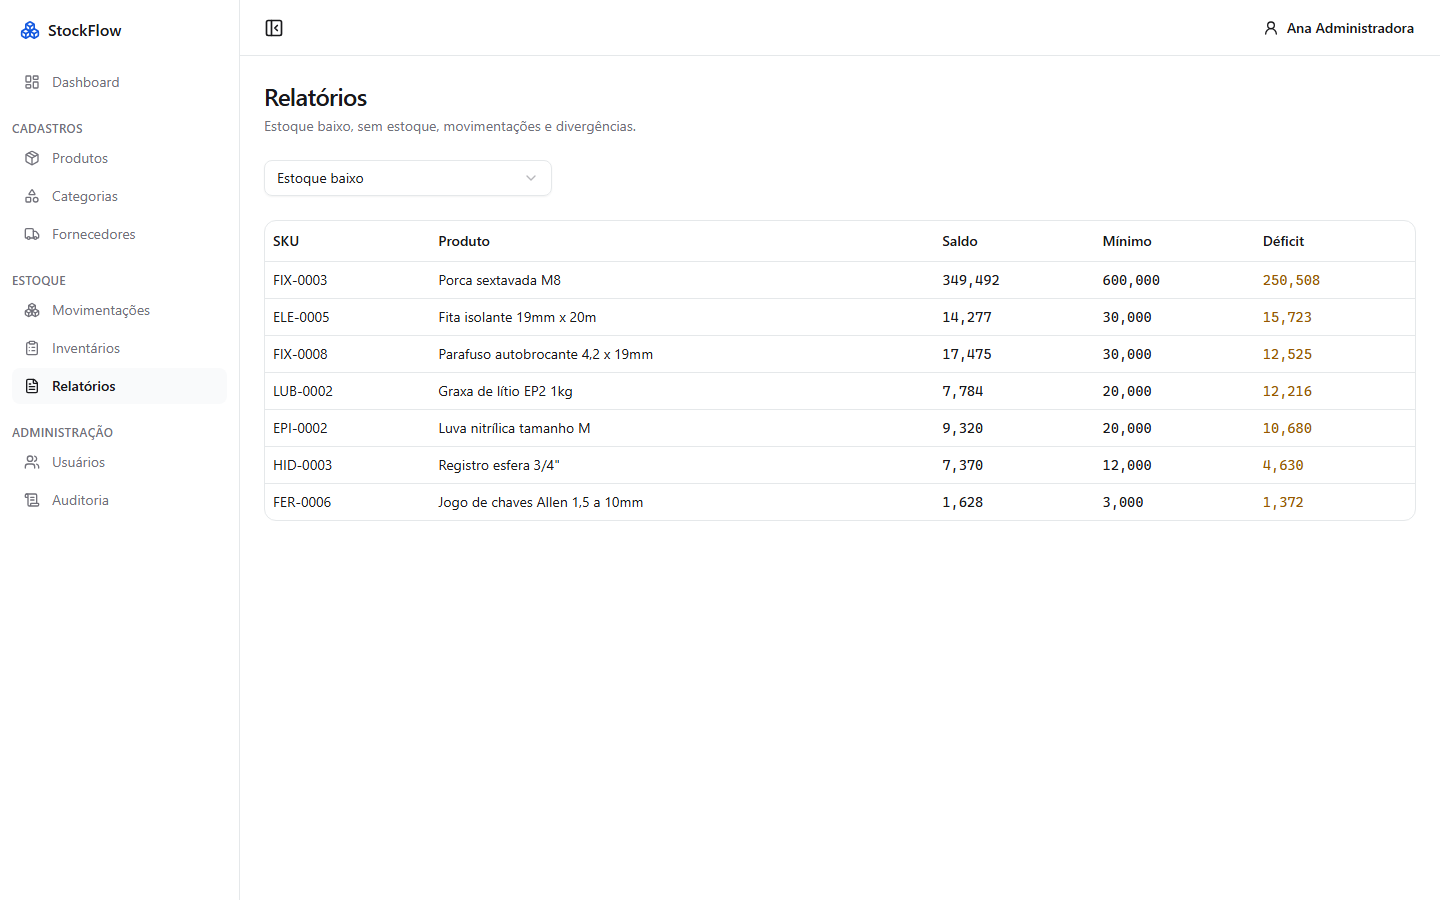 StockFlow
Dashboard
CADASTROS
Produtos
Categorias
Fornecedores
ESTOQUE
Movimentações
Inventários
Relatórios
ADMINISTRAÇÃO
Usuários
Auditoria
Ana Administradora
Relatórios
Estoque baixo, sem estoque, movimentações e divergências.
Estoque baixo
SKU Produto Saldo Mínimo Déficit
FIX-0003 Porca sextavada M8 349,492 600,000 250,508
ELE-0005 Fita isolante 19mm x 20m 14,277 30,000 15,723
FIX-0008 Parafuso autobrocante 4,2 x 19mm 17,475 30,000 12,525
LUB-0002 Graxa de lítio EP2 1kg 7,784 20,000 12,216
EPI-0002 Luva nitrílica tamanho M 9,320 20,000 10,680
HID-0003 Registro esfera 3/4" 7,370 12,000 4,630
FER-0006 Jogo de chaves Allen 1,5 a 10mm 1,628 3,000 1,372